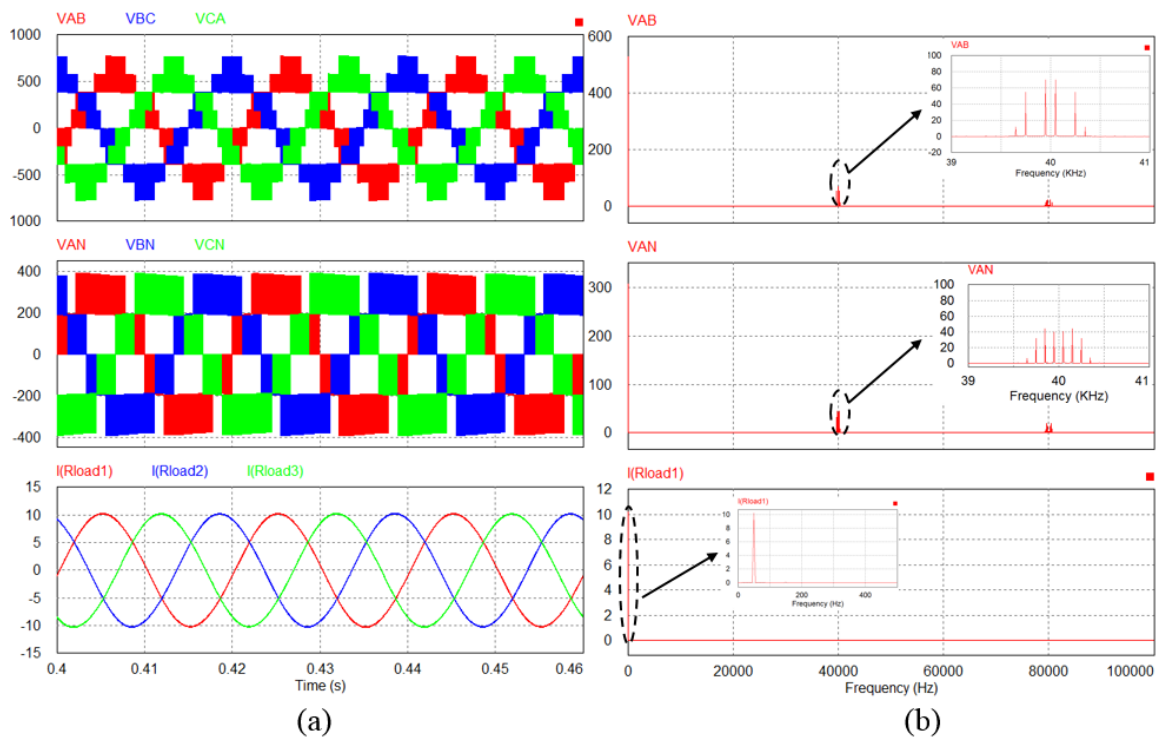 VAB VBC VCA
1000
500
0
-500
1000
VAN VBN VCN
400
200
0
-200
-400
I(Rload1) I(Rload2) I(Rload3)
15
10
5
0
-5
-10
-15
0.4 0.41 0.42 0.43 0.44 0.45 0.460
Time (s)
(a)
VAB
600
400
200
0
VAB
100
80
60
40
20
0
-20
39 40 41
Frequency (KHz)
VAN
300
200
100
0
VAN
100
80
60
40
20
0
39 40 41
Frequency (KHz)
I(Rload1)
12
10
8
6
4
2
0
I(Rload1)
10
8
6
4
2
0
0 200 400
Frequency (Hz)
0 20000 40000 60000 80000 100000
Frequency (Hz)
(b)